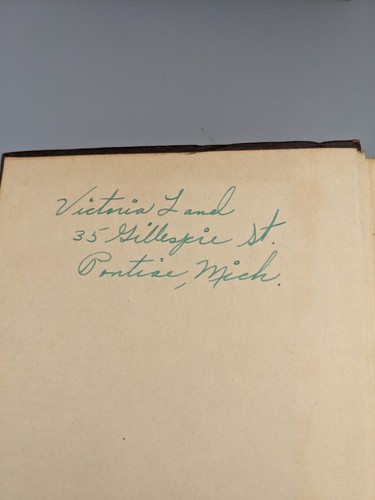 Victoria Land
35 Gillespie St.
Pontiac, Mich.